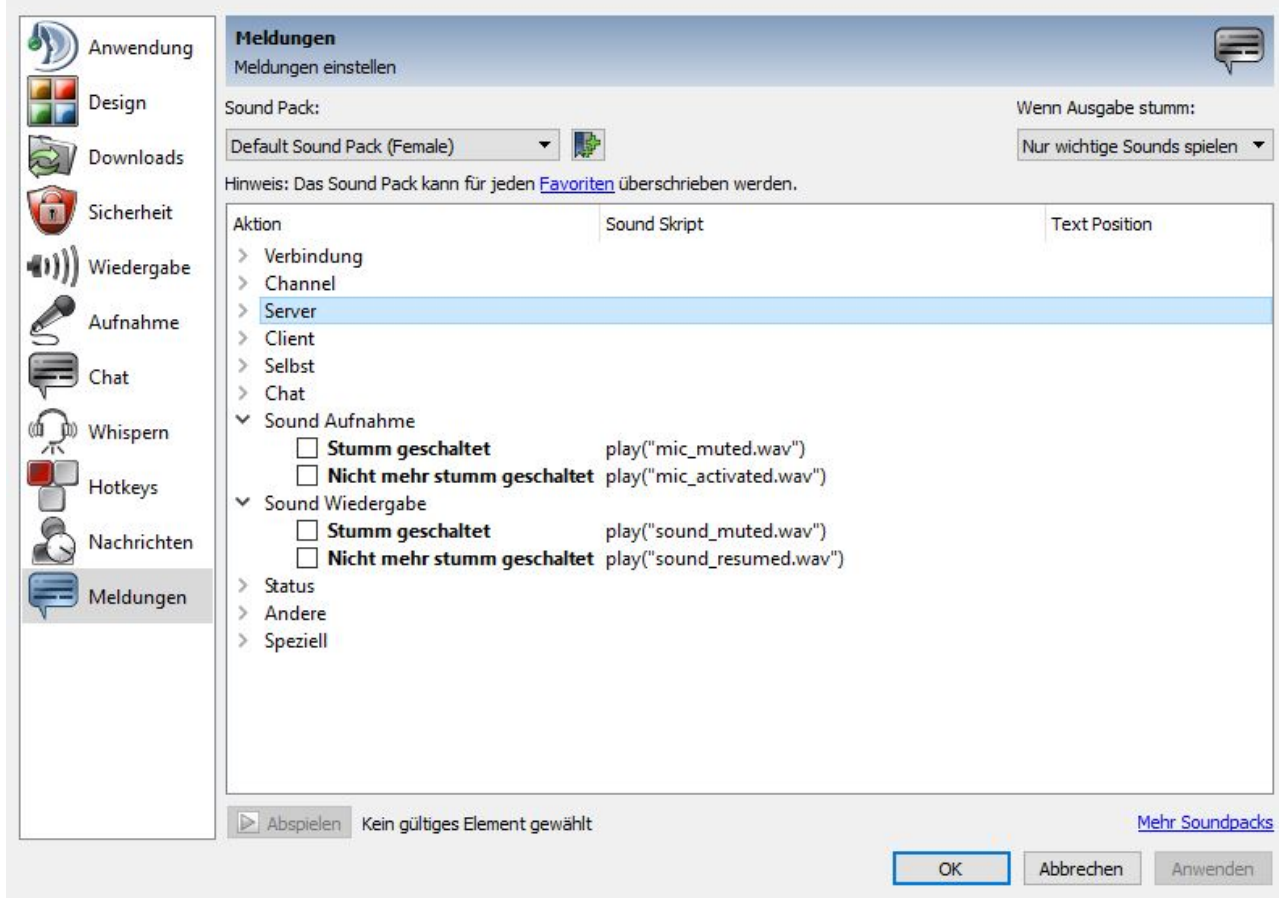 Anwendung
Design
Downloads
Sicherheit
Wiedergabe
Aufnahme
Chat
Whispern
Hotkeys
Nachrichten
Meldungen
Meldungen
Meldungen einstellen
Sound Pack:
Wenn Ausgabe stumm:
Default Sound Pack (Female)
Nur wichtige Sounds spielen
Hinweis: Das Sound Pack kann für jeden Favoriten überschrieben werden.
Aktion Sound Skript Text Position
Verbindung
Channel
Server
Client
Selbst
Chat
Sound Aufnahme
Stumm geschaltet play("mic_muted.wav")
Nicht mehr stumm geschaltet play("mic_activated.wav")
Sound Wiedergabe
Stumm geschaltet play("sound_muted.wav")
Nicht mehr stumm geschaltet play("sound_resumed.wav")
Status
Andere
Speziell
Abspielen Kein gültiges Element gewählt Mehr Soundpacks
OK Abbrechen Anwenden